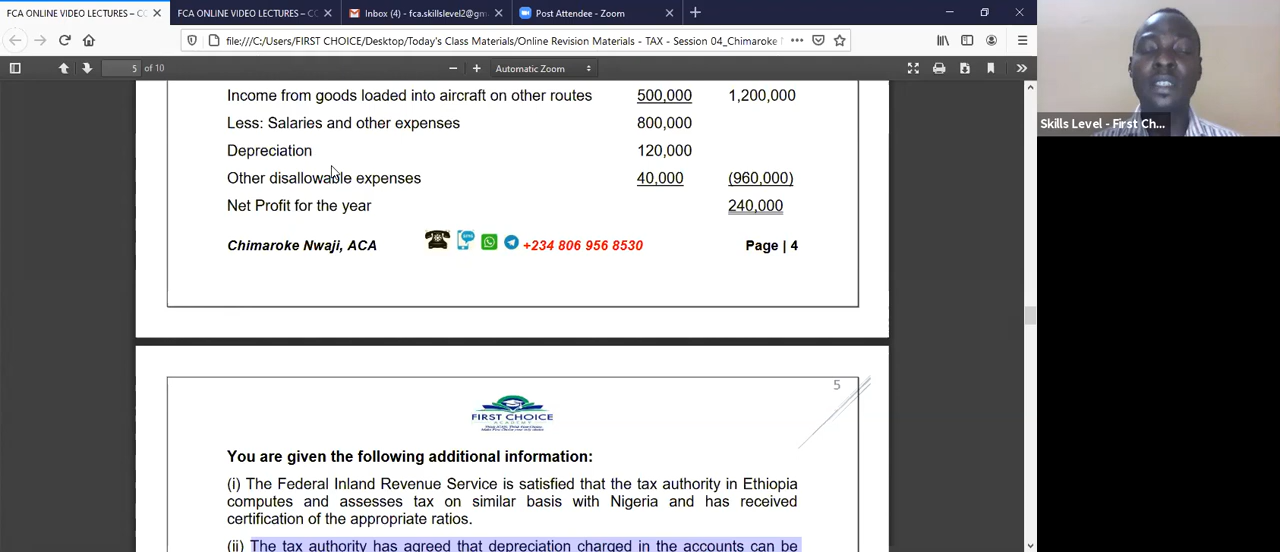 FCA ONLINE VIDEO LECTURES – CC
FCA ONLINE VIDEO LECTURES – CC
Inbox (4) - fca.skillslevel2@gm
Post Attendee - Zoom
file:///C:/Users/FIRST CHOICE/Desktop/Today's Class Materials/Online Revision Materials - TAX - Session 04_Chimaroke
5 of 10
Automatic Zoom
Income from goods loaded into aircraft on other routes 500,000 1,200,000
Less: Salaries and other expenses 800,000
Depreciation 120,000
Other disallowable expenses 40,000 (960,000)
Net Profit for the year 240,000
Chimaroke Nwaji, ACA +234 806 956 8530 Page | 4
5
FIRST CHOICE
ACADEMY
You are given the following additional information:
(i) The Federal Inland Revenue Service is satisfied that the tax authority in Ethiopia
computes and assesses tax on similar basis with Nigeria and has received
certification of the appropriate ratios.
(ii) The tax authority has agreed that depreciation charged in the accounts can be
Skills Level - First Ch...